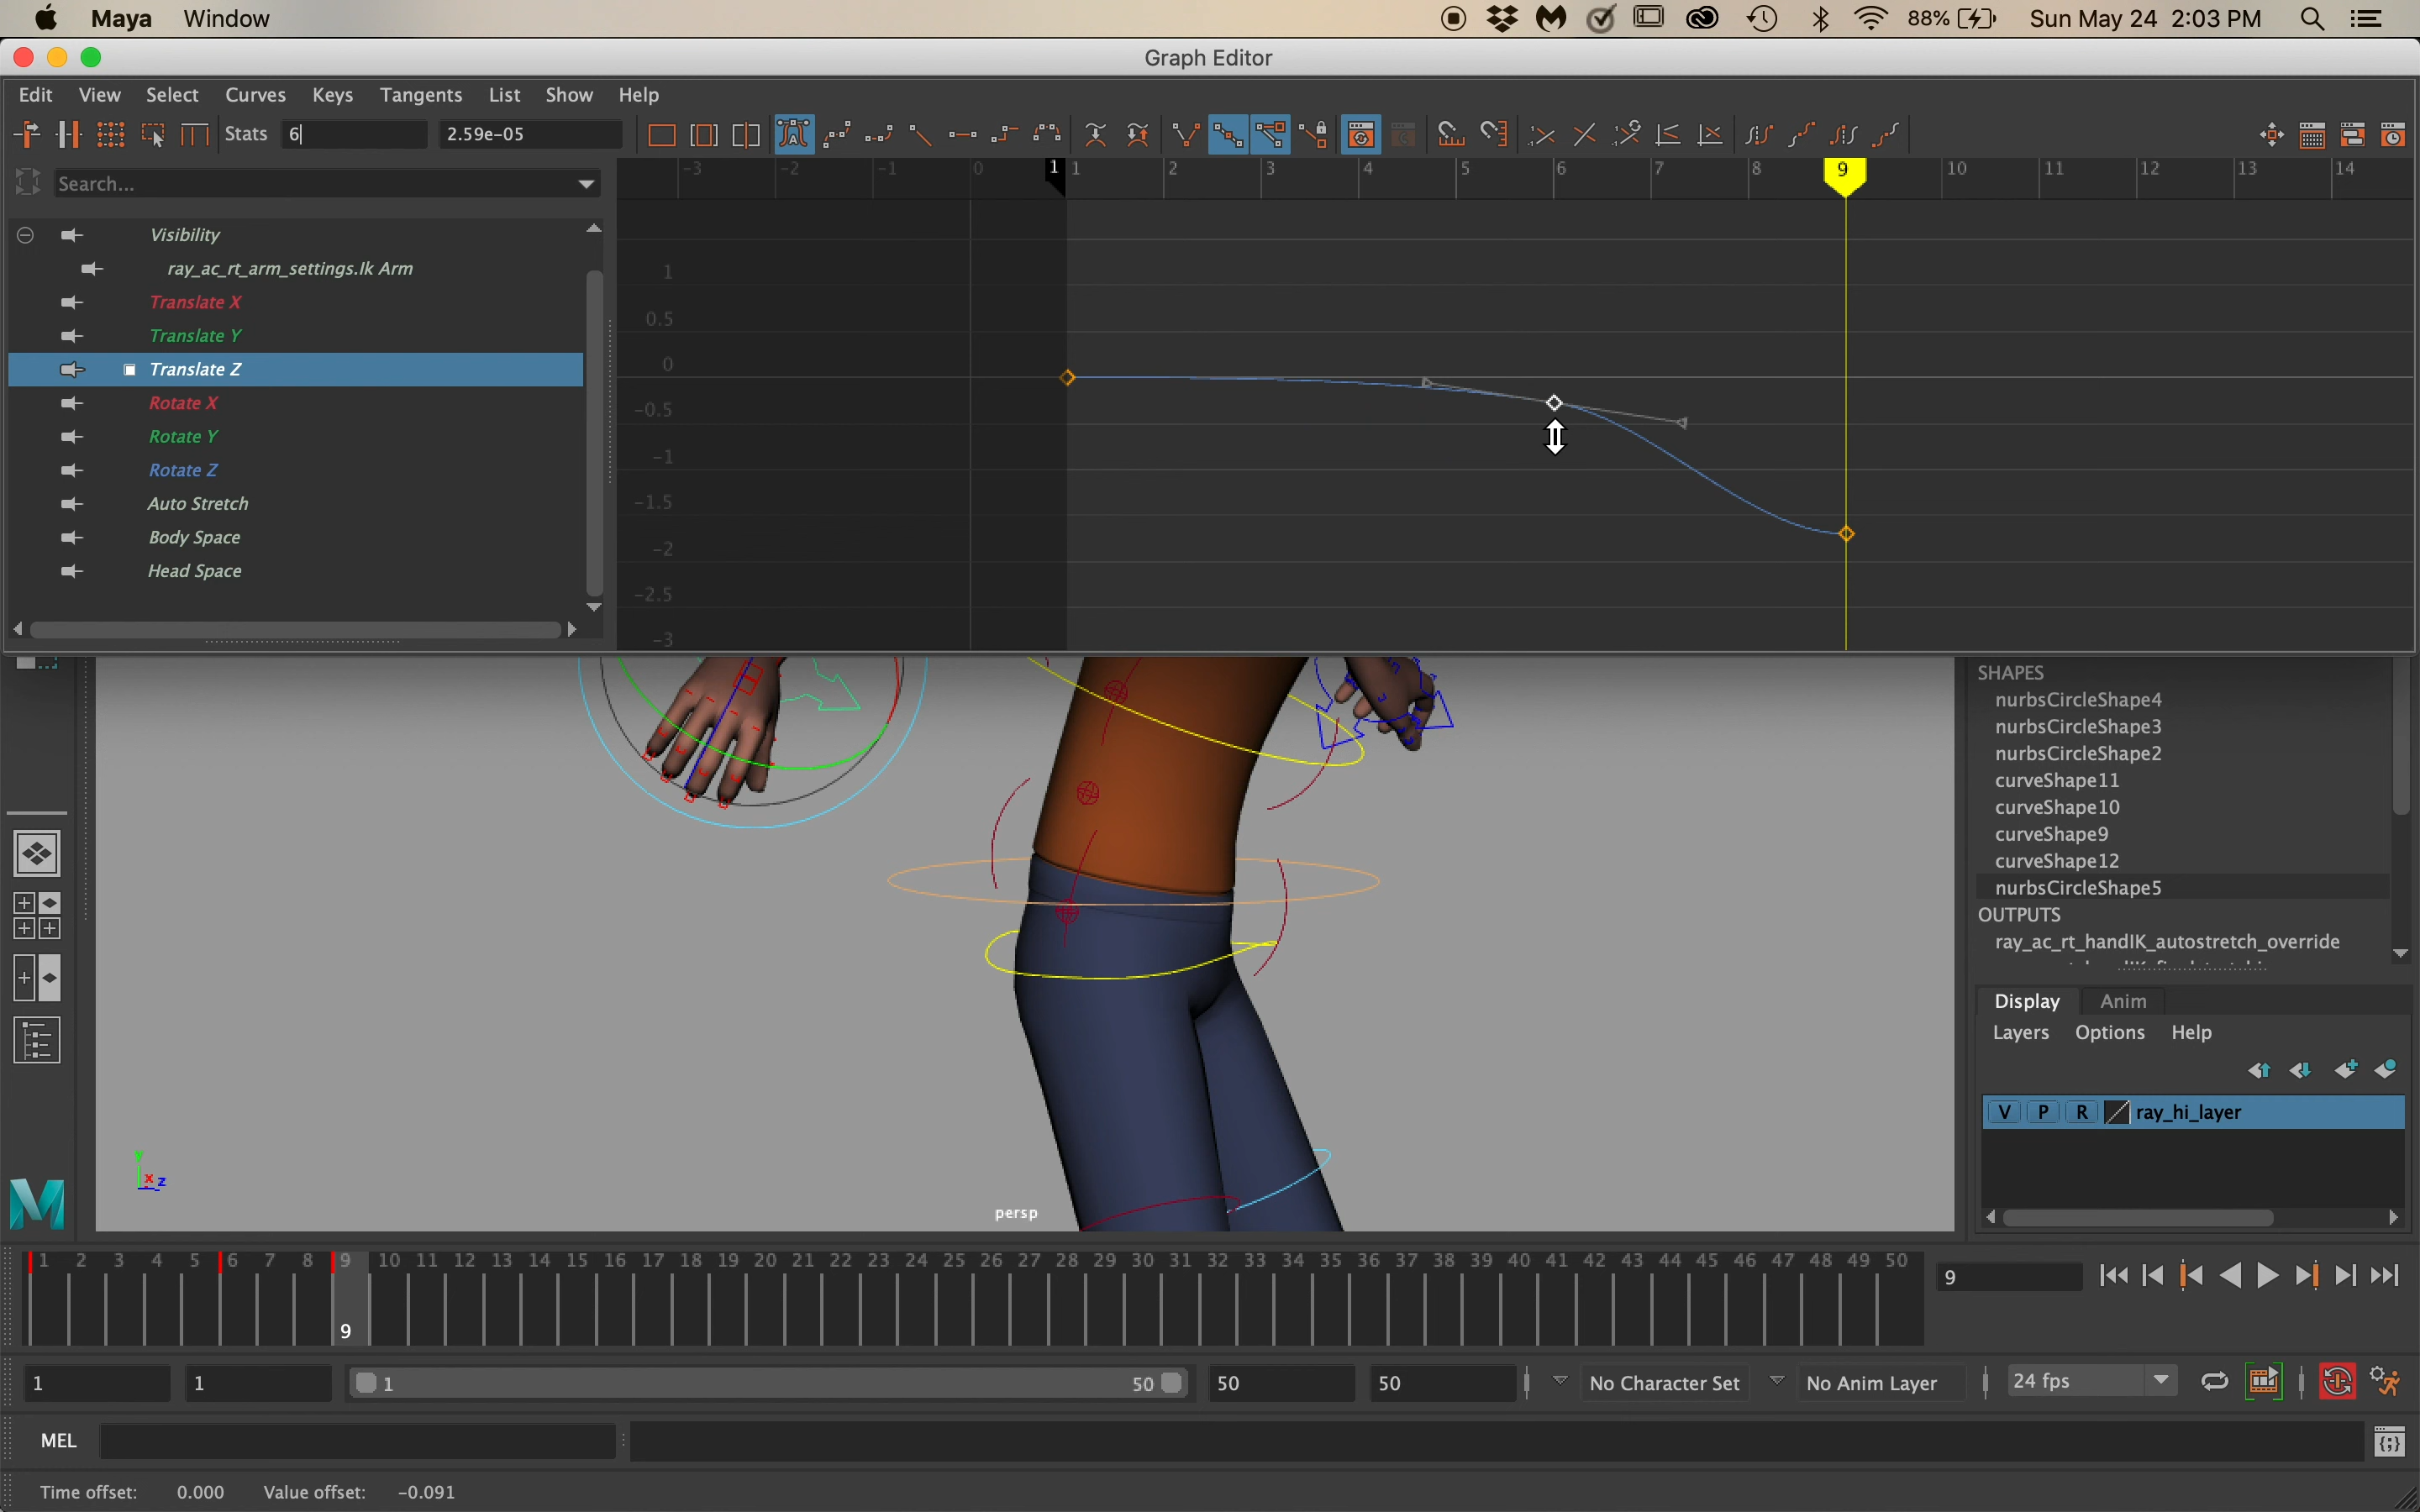 Maya Window 88% Sun May 24 2:03 PM
Graph Editor
Edit View Select Curves Keys Tangents List Show Help
Stats 6 2.59e-05
Search...
-3 -2 -1 0 1 1 2 3 4 5 6 7 8 9 10 11 12 13 14
Visibility
ray_ac_rt_arm_settings.Ik Arm
Translate X
Translate Y
Translate Z
Rotate X
Rotate Y
Rotate Z
Auto Stretch
Body Space
Head Space
1
0.5
0
-0.5
-1
-1.5
-2
-2.5
-3
SHAPES
nurbsCircleShape4
nurbsCircleShape3
nurbsCircleShape2
curveShape11
curveShape10
curveShape9
curveShape12
nurbsCircleShape5
OUTPUTS
ray_ac_rt_handIK_autostretch_override
Display Anim
Layers Options Help
V P R ray_hi_layer
y
x z
persp
1 2 3 4 5 6 7 8 9 10 11 12 13 14 15 16 17 18 19 20 21 22 23 24 25 26 27 28 29 30 31 32 33 34 35 36 37 38 39 40 41 42 43 44 45 46 47 48 49 50
9
9
1 1 1 50 50 50 No Character Set No Anim Layer 24 fps
MEL
Time offset: 0.000 Value offset: -0.091